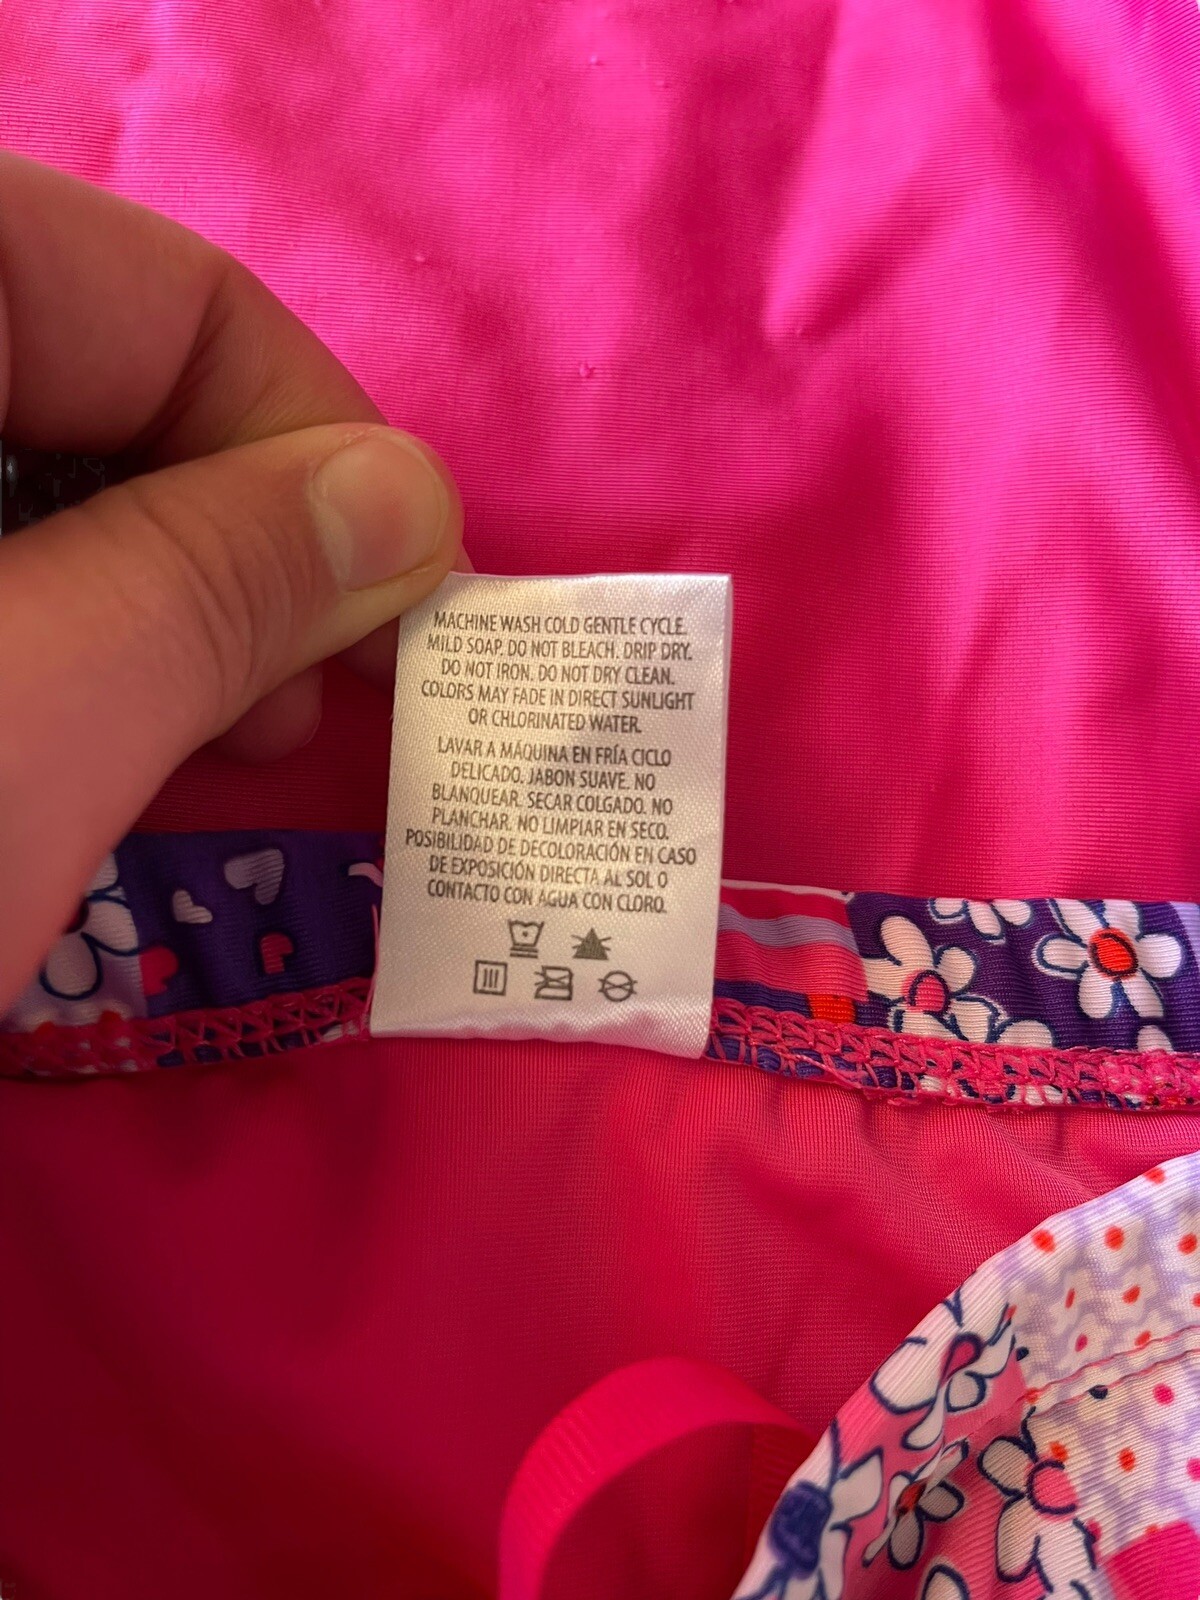 MACHINE WASH COLD GENTLE CYCLE.
MILD SOAP. DO NOT BLEACH. DRIP DRY.
DO NOT IRON. DO NOT DRY CLEAN.
COLORS MAY FADE IN DIRECT SUNLIGHT
OR CHLORINATED WATER.
LAVAR A MÁQUINA EN FRÍA CICLO
DELICADO. JABON SUAVE. NO
BLANQUEAR. SECAR COLGADO. NO
PLANCHAR. NO LIMPIAR EN SECO.
POSIBILIDAD DE DECOLORACIÓN EN CASO
DE EXPOSICIÓN DIRECTA AL SOL O
CONTACTO CON AGUA CON CLORO.